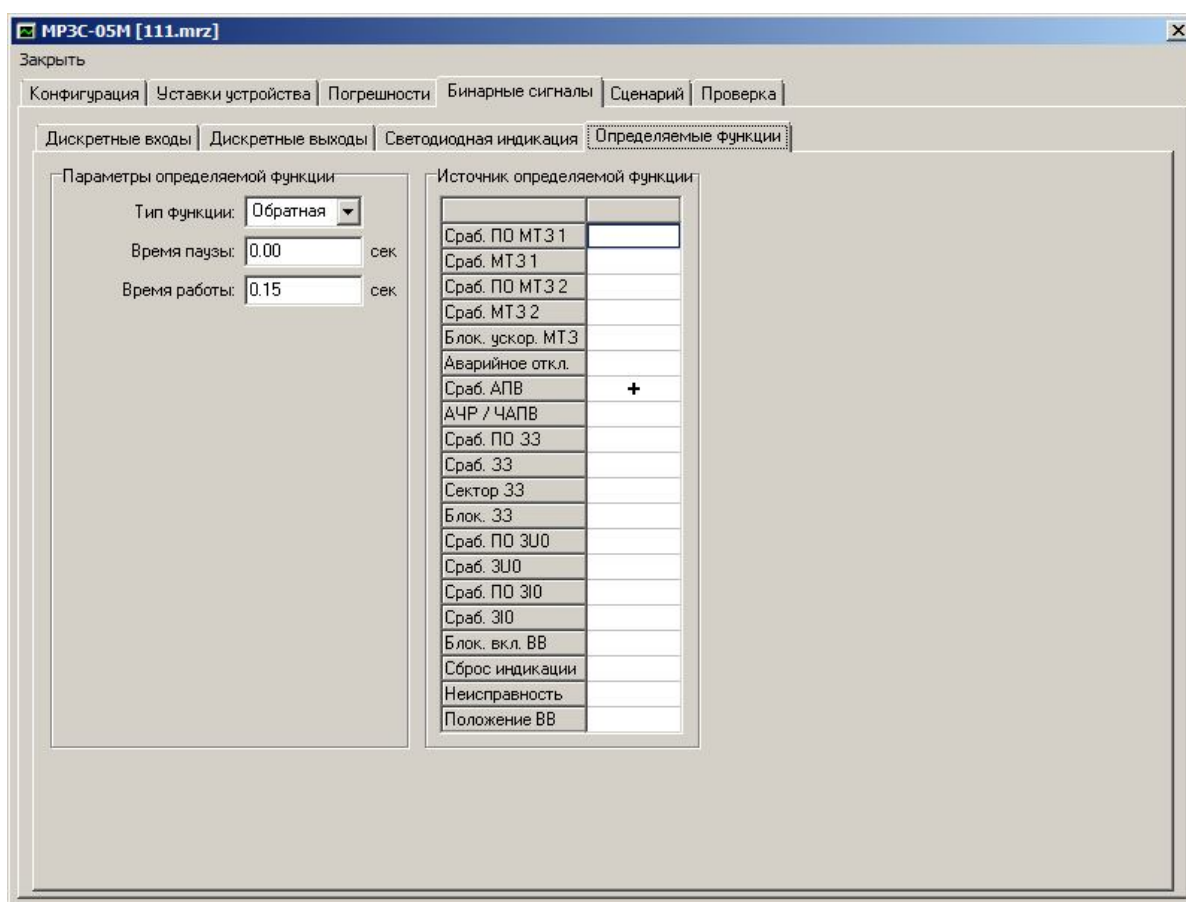 МРЗС-05М [111.mrz]
Закрыть
Конфигурация Уставки устройства Погрешности Бинарные сигналы Сценарий Проверка
Дискретные входы Дискретные выходы Светодиодная индикация Определяемые функции
Параметры определяемой функции
Тип функции: Обратная
Время паузы: 0.00 сек
Время работы: 0.15 сек
Источник определяемой функции
Сраб. ПО МТЗ 1
Сраб. МТЗ 1
Сраб. ПО МТЗ 2
Сраб. МТЗ 2
Блок. ускор. МТЗ
Аварийное откл.
Сраб. АПВ +
АЧР / ЧАПВ
Сраб. ПО ЗЗ
Сраб. ЗЗ
Сектор ЗЗ
Блок. ЗЗ
Сраб. ПО 3U0
Сраб. 3U0
Сраб. ПО 3I0
Сраб. 3I0
Блок. вкл. ВВ
Сброс индикации
Неисправность
Положение ВВ